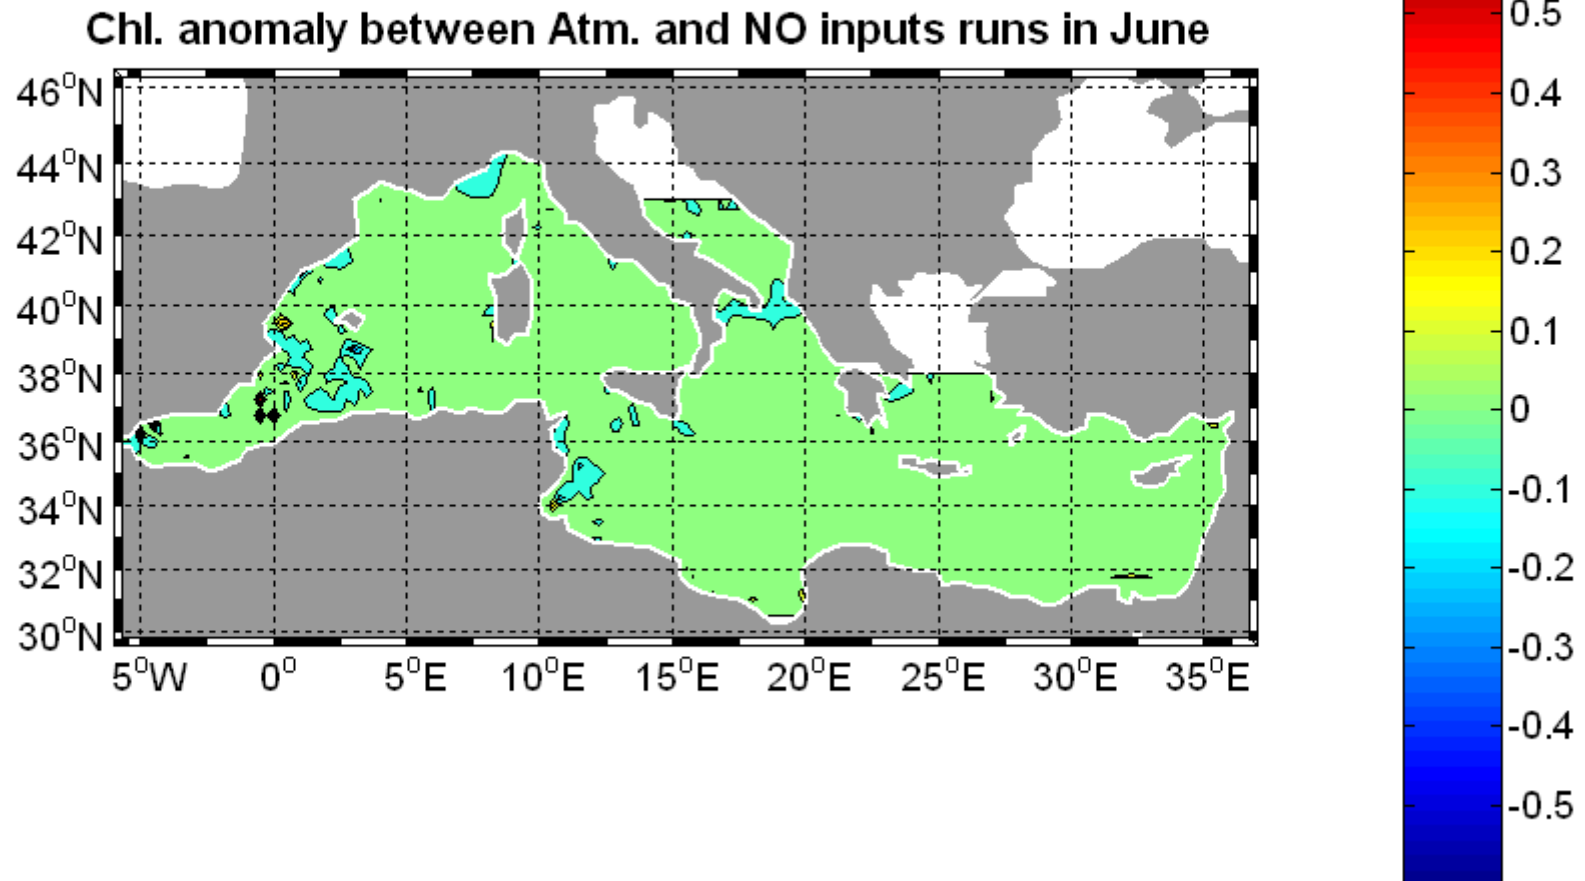 Chl. anomaly between Atm. and NO inputs runs in June
46°N
44°N
42°N
40°N
38°N
36°N
34°N
32°N
30°N
5°W 0° 5°E 10°E 15°E 20°E 25°E 30°E 35°E
0.5
0.4
0.3
0.2
0.1
0
-0.1
-0.2
-0.3
-0.4
-0.5